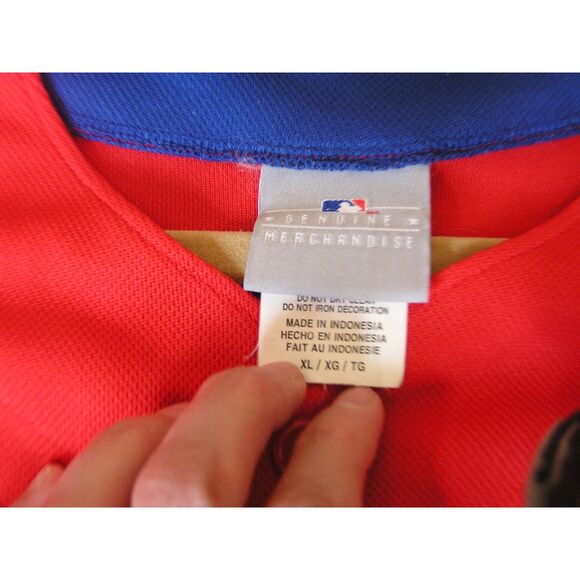 GENUINE
MERCHANDISE
DO NOT DRY CLEAN
DO NOT IRON DECORATION
MADE IN INDONESIA
HECHO EN INDONESIA
FAIT AU INDONESIE
XL / XG / TG